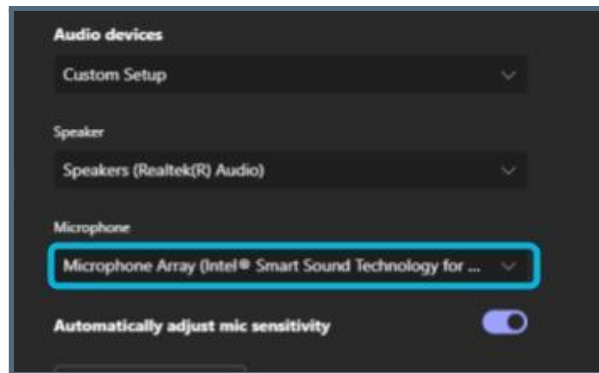 Audio devices
Custom Setup
Speaker
Speakers (Realtek(R) Audio)
Microphone
Microphone Array (Intel® Smart Sound Technology for ...
Automatically adjust mic sensitivity